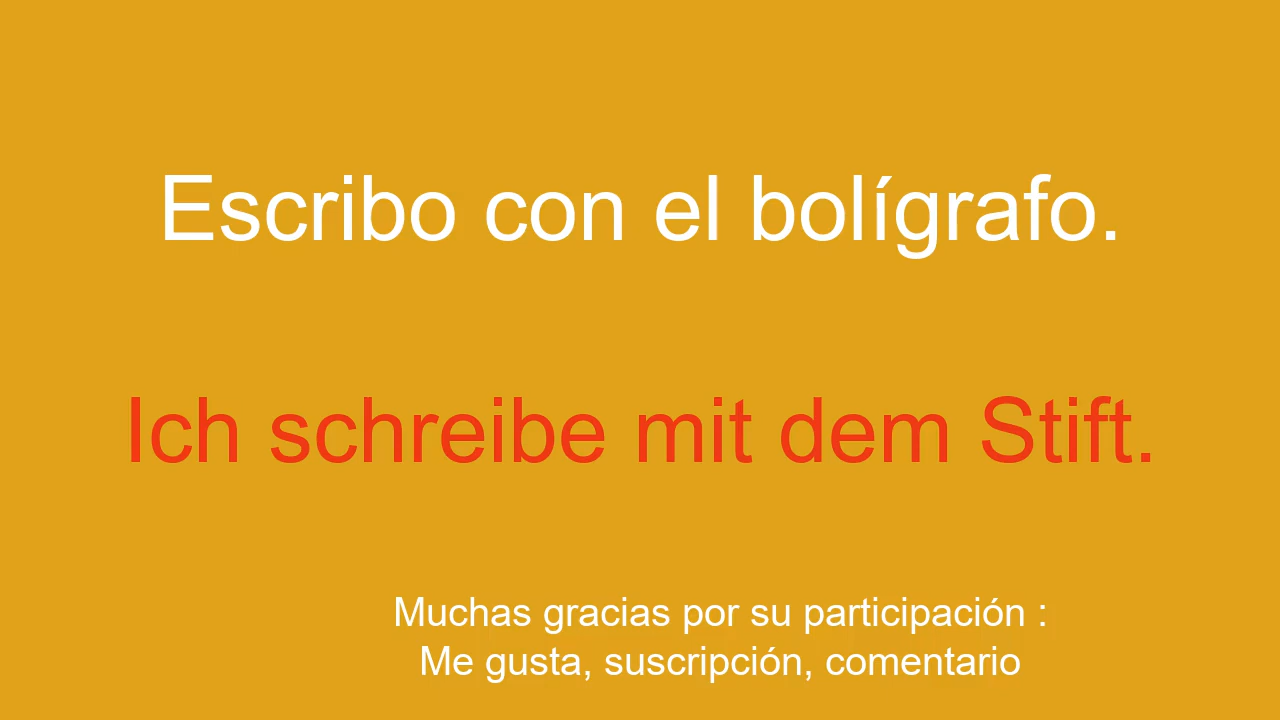 Escribo con el bolígrafo.
Ich schreibe mit dem Stift.
Muchas gracias por su participación :
Me gusta, suscripción, comentario